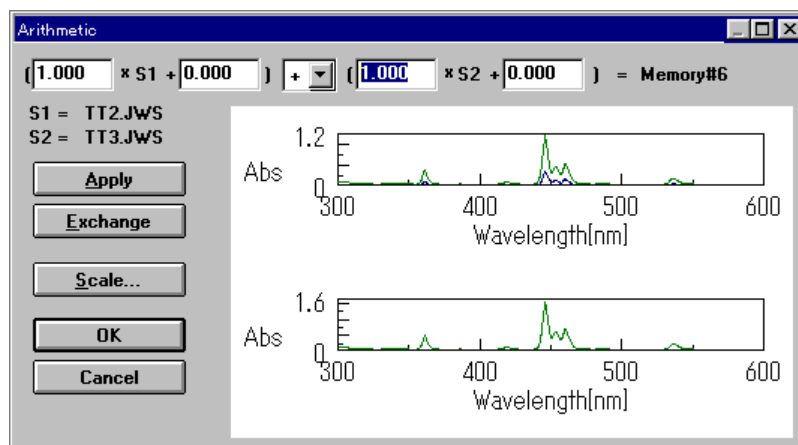 Arithmetic
( 1.000 × S1 + 0.000 ) + ( 1.000 × S2 + 0.000 ) = Memory#6
S1 = TT2.JWS
S2 = TT3.JWS
Apply
Exchange
Scale...
OK
Cancel
1.2
Abs
0
300 400 500 600
Wavelength[nm]
1.6
Abs
0
300 400 500 600
Wavelength[nm]